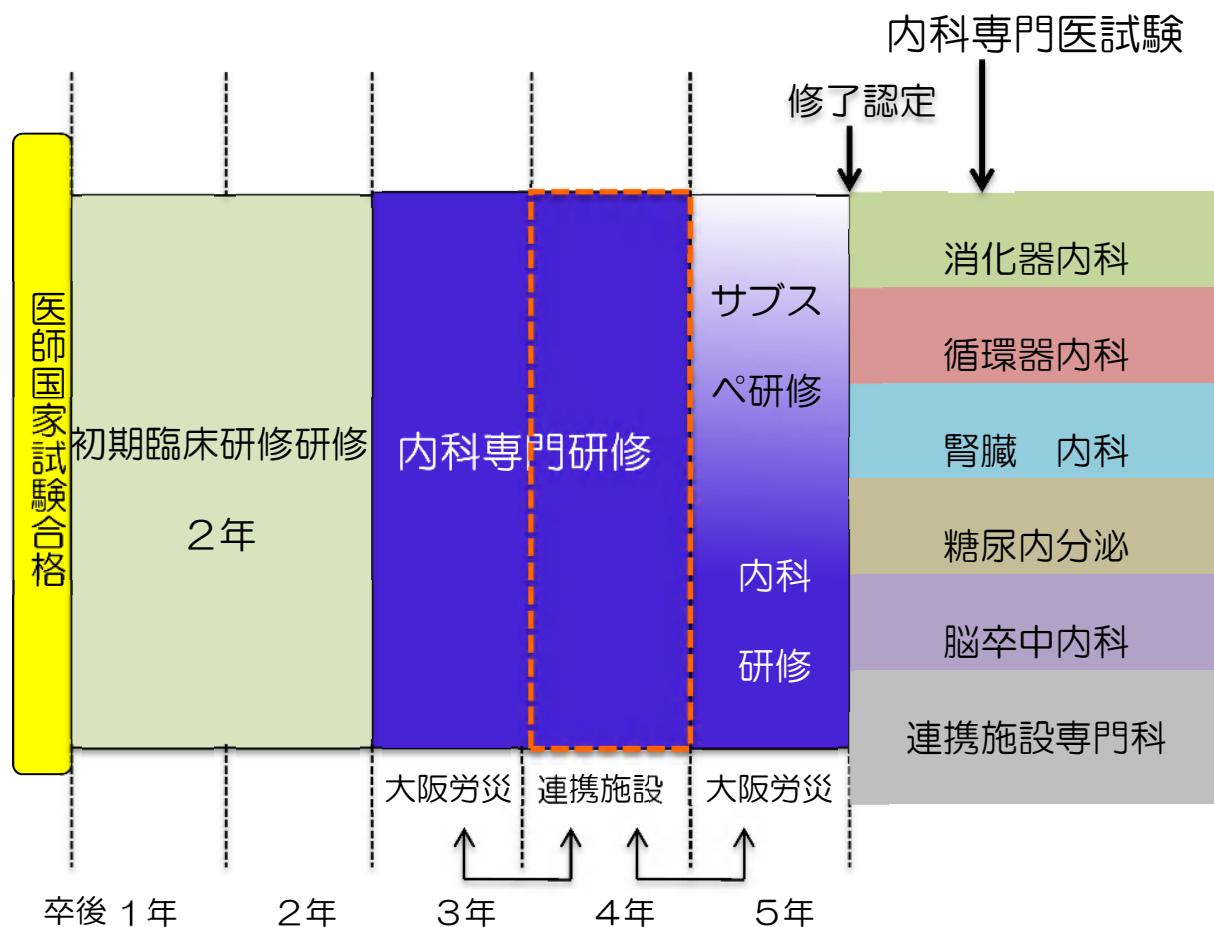 内科専門医試験
修了認定
医師国家試験合格
初期臨床研修研修
２年
内科専門研修
サブス
ペ研修
内科
研修
消化器内科
循環器内科
腎臓　内科
糖尿内分泌
脳卒中内科
連携施設専門科
大阪労災
連携施設
大阪労災
卒後１年
２年
３年
４年
５年